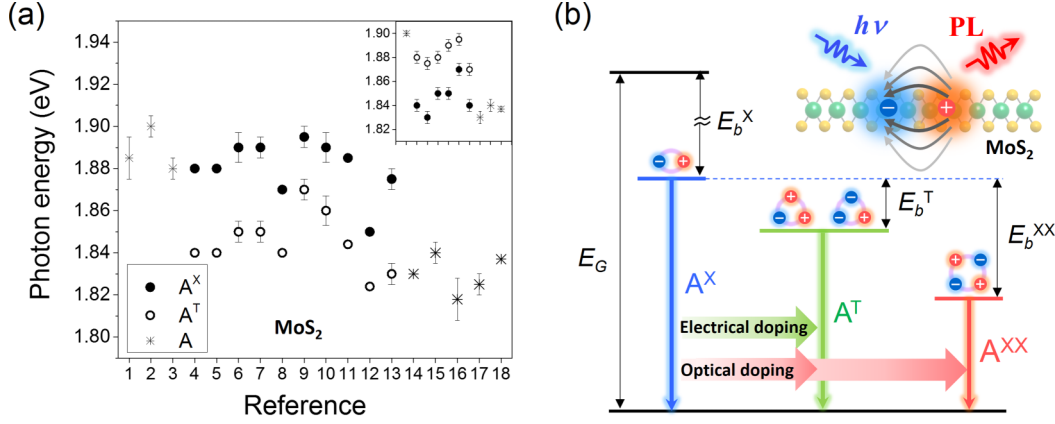 (a)
Photon energy (eV)
1.94
1.92
1.90
1.88
1.86
1.84
1.82
1.80
1.90
1.88
1.86
1.84
1.82
A^X
A^T
A
MoS₂
1 2 3 4 5 6 7 8 9 10 11 12 13 14 15 16 17 18
Reference
(b)
hν
PL
−
+
MoS₂
E_b^X
− +
+ − +
− − +
E_b^T
E_b^XX
+ −
− +
E_G
A^X
A^T
A^XX
Electrical doping
Optical doping